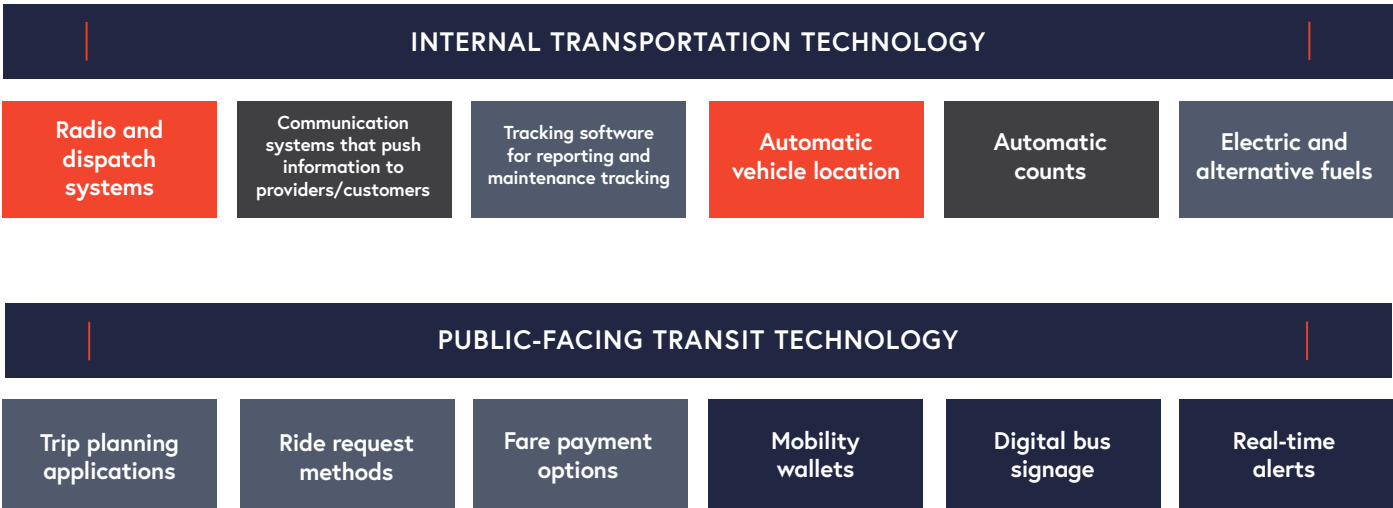 INTERNAL TRANSPORTATION TECHNOLOGY
Radio and
dispatch
systems
Communication
systems that push
information to
providers/customers
Tracking software
for reporting and
maintenance tracking
Automatic
vehicle location
Automatic
counts
Electric and
alternative fuels
PUBLIC-FACING TRANSIT TECHNOLOGY
Trip planning
applications
Ride request
methods
Fare payment
options
Mobility
wallets
Digital bus
signage
Real-time
alerts